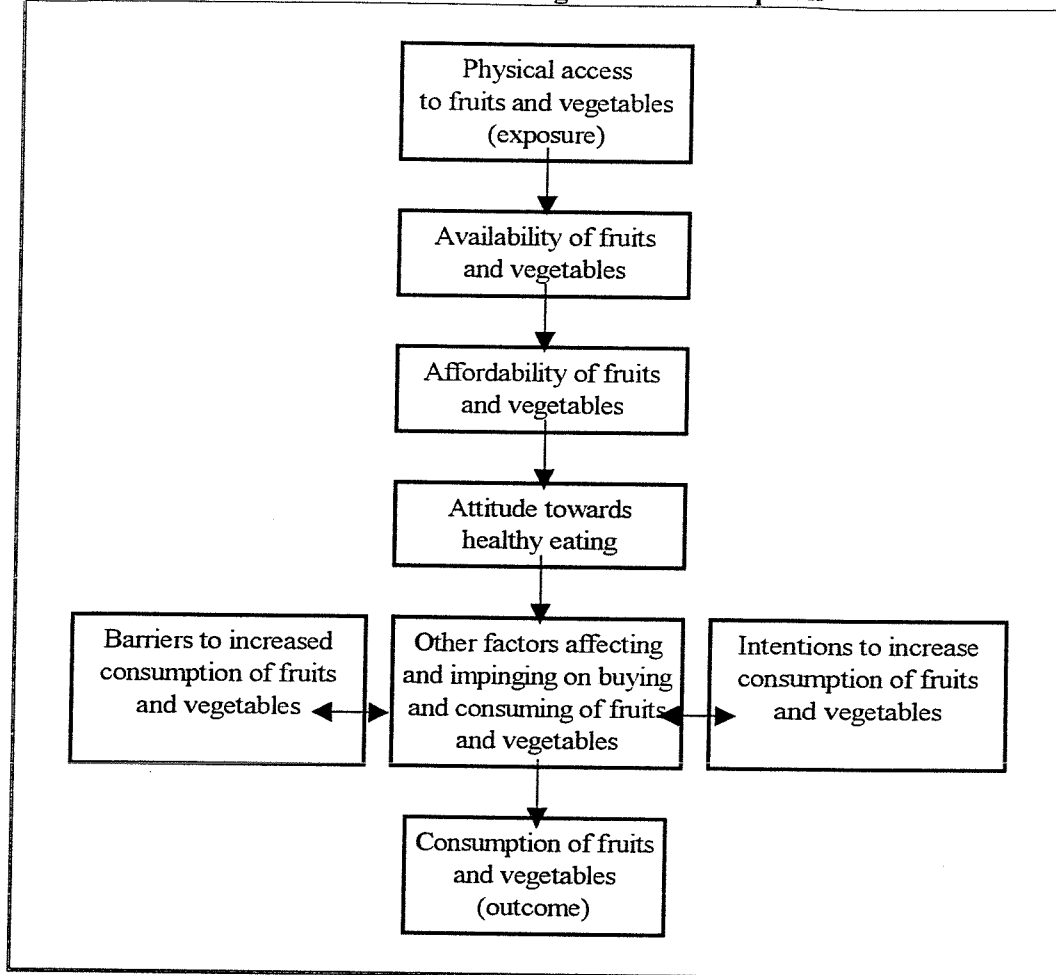 Physical access
to fruits and vegetables
(exposure)
Availability of fruits
and vegetables
Affordability of fruits
and vegetables
Attitude towards
healthy eating
Barriers to increased
consumption of fruits
and vegetables
Other factors affecting
and impinging on buying
and consuming of fruits
and vegetables
Intentions to increase
consumption of fruits
and vegetables
Consumption of fruits
and vegetables
(outcome)